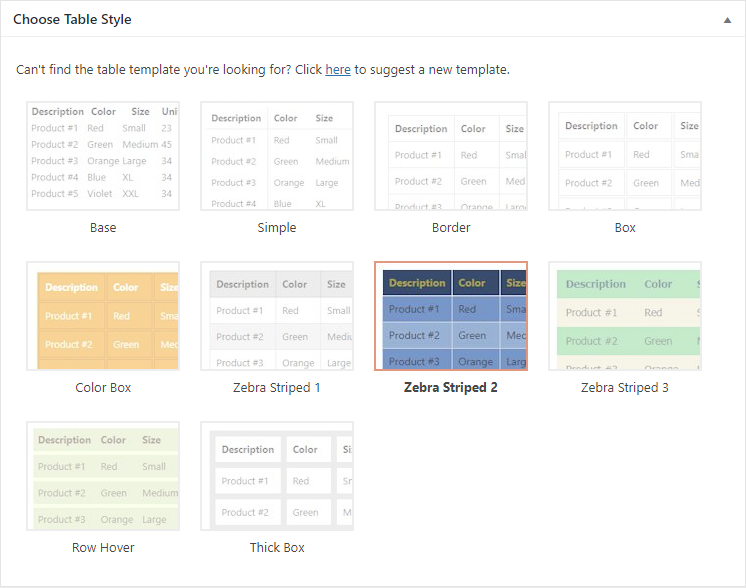 Choose Table Style
Can't find the table template you're looking for? Click here to suggest a new template.
Description Color Size Uni
Product #1 Red Small 23
Product #2 Green Medium 45
Product #3 Orange Large 34
Product #4 Blue XL 34
Product #5 Violet XXL 34
Base
Description Color Size
Product #1 Red Small
Product #2 Green Medium
Product #3 Orange Large
Product #4 Blue XL
Simple
Description Color Size
Product #1 Red Smal
Product #2 Green Med
Product #3 Orange Larg
Border
Description Color Size
Product #1 Red Sma
Product #2 Green Med
Box
Description Color Size
Product #1 Red Sma
Product #2 Green Med
Color Box
Description Color Size
Product #1 Red Small
Product #2 Green Mediu
Product #3 Orange Large
Zebra Striped 1
Description Color Size
Product #1 Red Sma
Product #2 Green Med
Product #3 Orange Larg
Zebra Striped 2
Description Color
Product #1 Red
Product #2 Green
Product #3 Orange
Zebra Striped 3
Description Color Size
Product #1 Red Small
Product #2 Green Medium
Product #3 Orange Large
Row Hover
Description Color Si
Product #1 Red Sr
Product #2 Green M
Thick Box